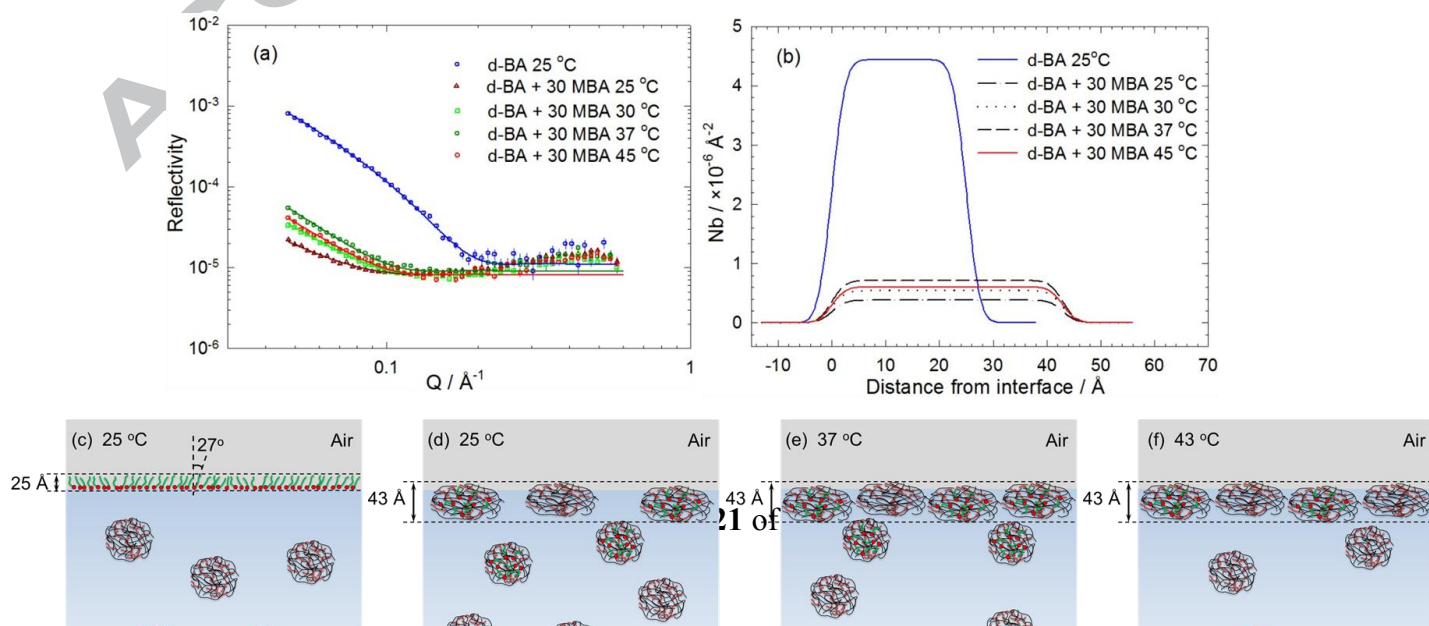 A
10⁻²
10⁻³
10⁻⁴
10⁻⁵
10⁻⁶
Reflectivity
(a)
d-BA 25 °C
d-BA + 30 MBA 25 °C
d-BA + 30 MBA 30 °C
d-BA + 30 MBA 37 °C
d-BA + 30 MBA 45 °C
0.1
1
Q / Å⁻¹
5
4
3
2
1
0
Nb / ×10⁻⁶ Å⁻²
(b)
d-BA 25°C
d-BA + 30 MBA 25 °C
d-BA + 30 MBA 30 °C
d-BA + 30 MBA 37 °C
d-BA + 30 MBA 45 °C
-10 0 10 20 30 40 50 60 70
Distance from interface / Å
(c) 25 °C
27°
Air
25 Å
(d) 25 °C
Air
43 Å
(e) 37 °C
Air
43 Å
(f) 43 °C
Air
43 Å
21 of